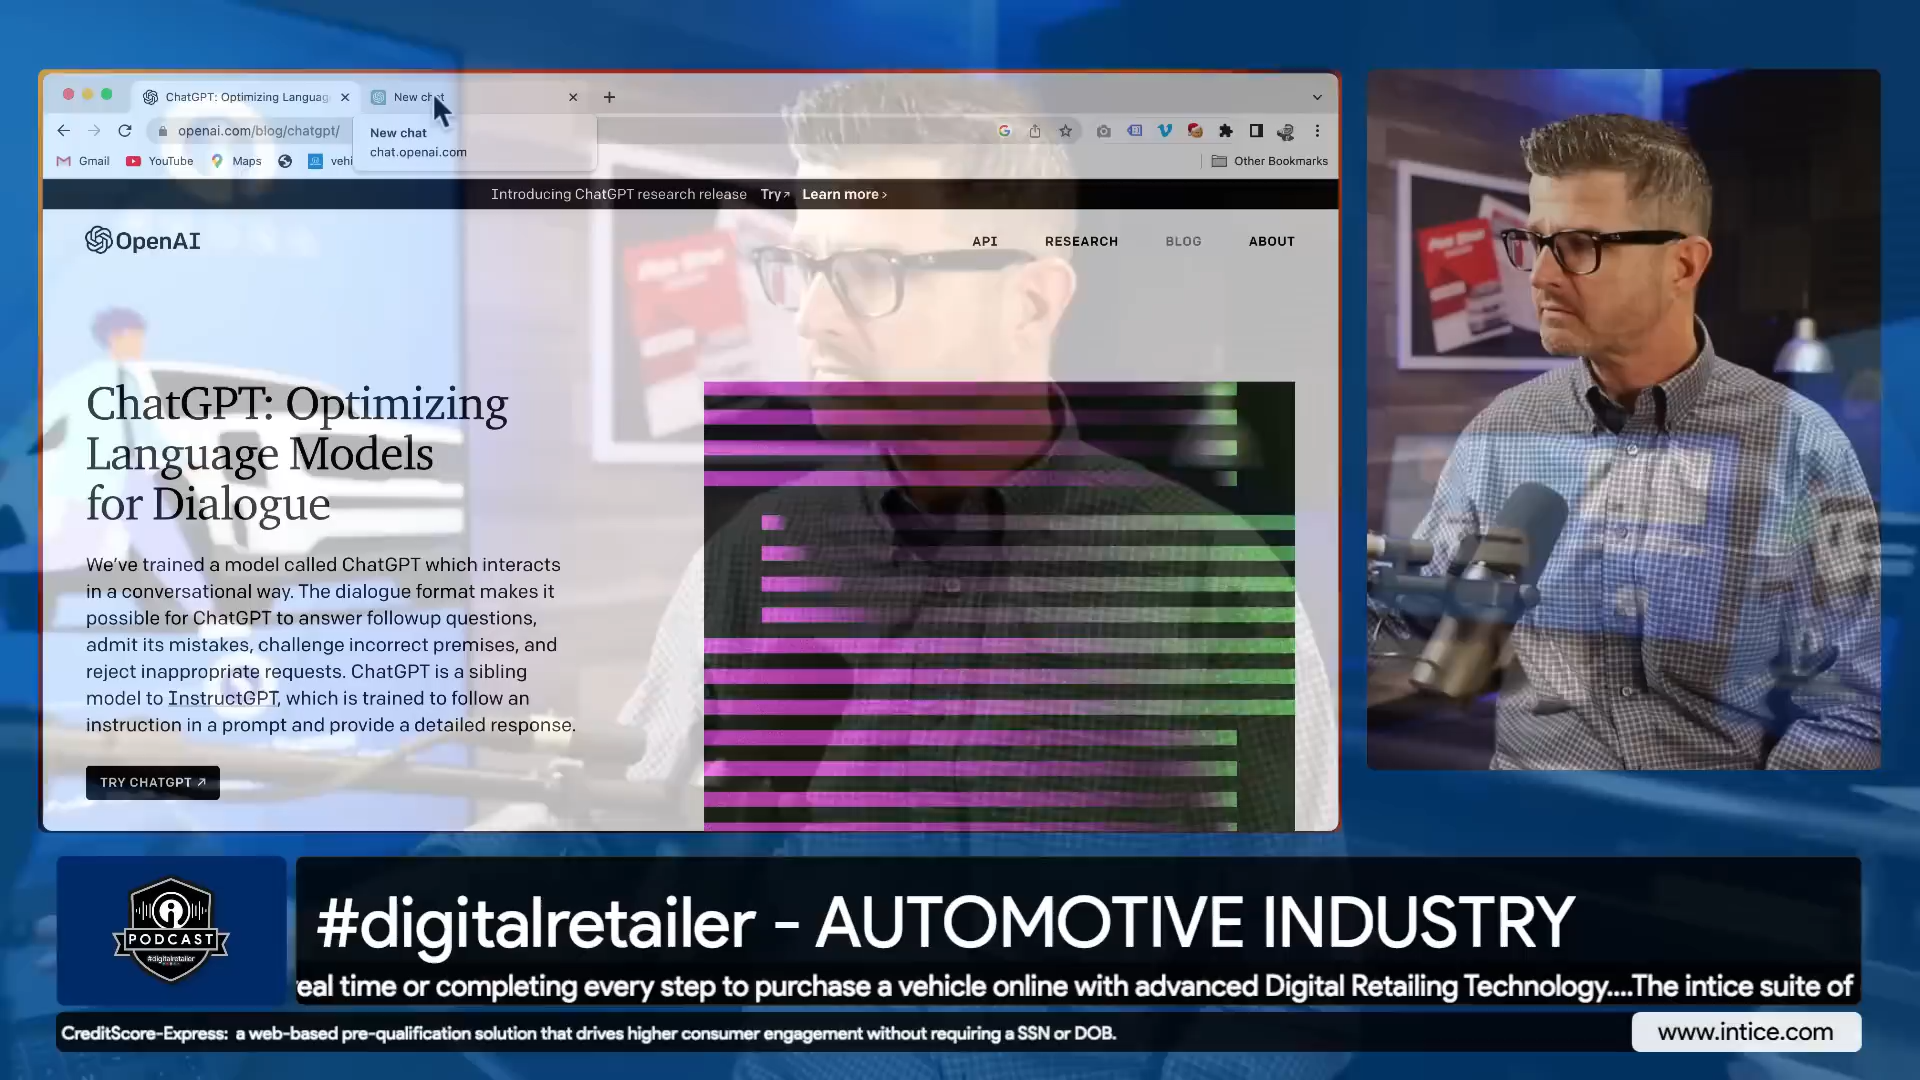 ChatGPT: Optimizing Languag
New chat
openai.com/blog/chatgpt/
New chat
chat.openai.com
Gmail
YouTube
Maps
vehi
Other Bookmarks
Introducing ChatGPT research release Try↗ Learn more ›
OpenAI
API RESEARCH BLOG ABOUT
ChatGPT: Optimizing
Language Models
for Dialogue
We’ve trained a model called ChatGPT which interacts
in a conversational way. The dialogue format makes it
possible for ChatGPT to answer followup questions,
admit its mistakes, challenge incorrect premises, and
reject inappropriate requests. ChatGPT is a sibling
model to InstructGPT, which is trained to follow an
instruction in a prompt and provide a detailed response.
TRY CHATGPT ↗
PODCAST
#digitalretailer
#digitalretailer - AUTOMOTIVE INDUSTRY
eal time or completing every step to purchase a vehicle online with advanced Digital Retailing Technology....The intice suite of
CreditScore-Express: a web-based pre-qualification solution that drives higher consumer engagement without requiring a SSN or DOB.
www.intice.com